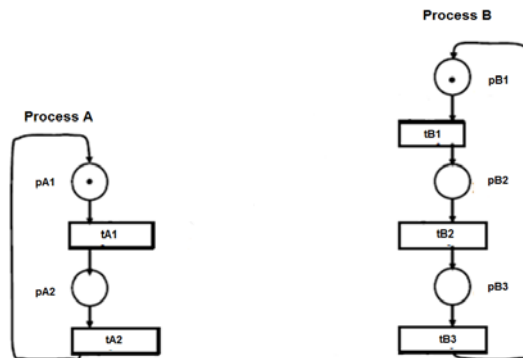 Process A
pA1
tA1
pA2
tA2
Process B
pB1
tB1
pB2
tB2
pB3
tB3